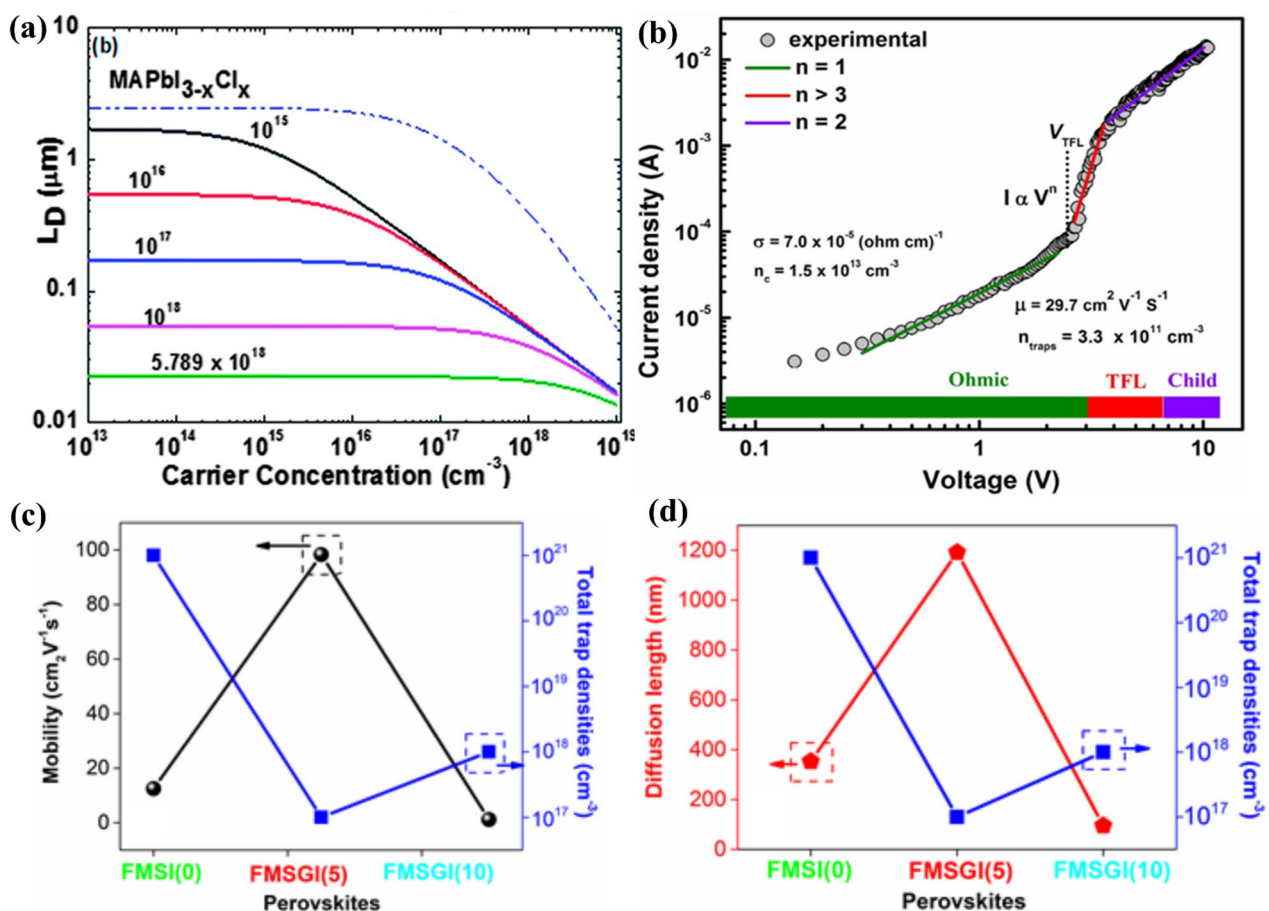 (a)
(b)
MAPbI3-xClx
10^15
10^16
10^17
10^18
5.789 x 10^18
LD (μm)
10
1
0.1
0.01
10^13 10^14 10^15 10^16 10^17 10^18 10^19
Carrier Concentration (cm^-3)
(b)
experimental
n = 1
n > 3
n = 2
VTFL
I α V^n
σ = 7.0 x 10^-5 (ohm cm)^-1
nc = 1.5 x 10^13 cm^-3
μ = 29.7 cm^2 V^-1 S^-1
ntraps = 3.3 x 10^11 cm^-3
Ohmic TFL Child
Current density (A)
10^-2
10^-3
10^-4
10^-5
10^-6
0.1 1 10
Voltage (V)
(c)
Mobility (cm2V^-1s^-1)
100
80
60
40
20
0
10^21
10^20
10^19
10^18
10^17
Total trap densities (cm^-3)
FMSI(0) FMSGI(5) FMSGI(10)
Perovskites
(d)
Diffusion length (nm)
1200
1000
800
600
400
200
0
10^21
10^20
10^19
10^18
10^17
Total trap densities (cm^-3)
FMSI(0) FMSGI(5) FMSGI(10)
Perovskites